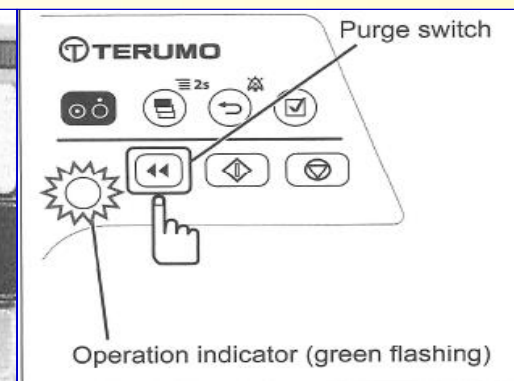 Purge switch
TERUMO
2s
Operation indicator (green flashing)